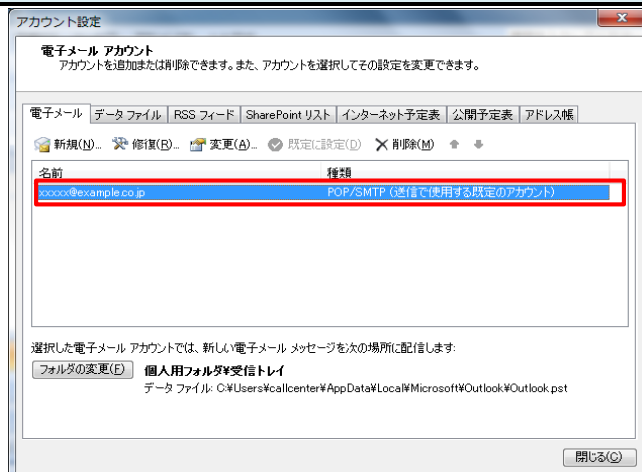 アカウント設定
電子メール アカウント
アカウントを追加または削除できます。また、アカウントを選択してその設定を変更できます。
電子メール データ ファイル RSS フィード SharePoint リスト インターネット予定表 公開予定表 アドレス帳
新規(N)... 修復(R)... 変更(A)... 既定に設定(D) 削除(M)
名前 種類
xxxxx@example.co.jp POP/SMTP (送信で使用する既定のアカウント)
選択した電子メール アカウントでは、新しい電子メール メッセージを次の場所に配信します:
フォルダの変更(F) 個人用フォルダ¥受信トレイ
データ ファイル: C:¥Users¥callcenter¥AppData¥Local¥Microsoft¥Outlook¥Outlook.pst
閉じる(C)